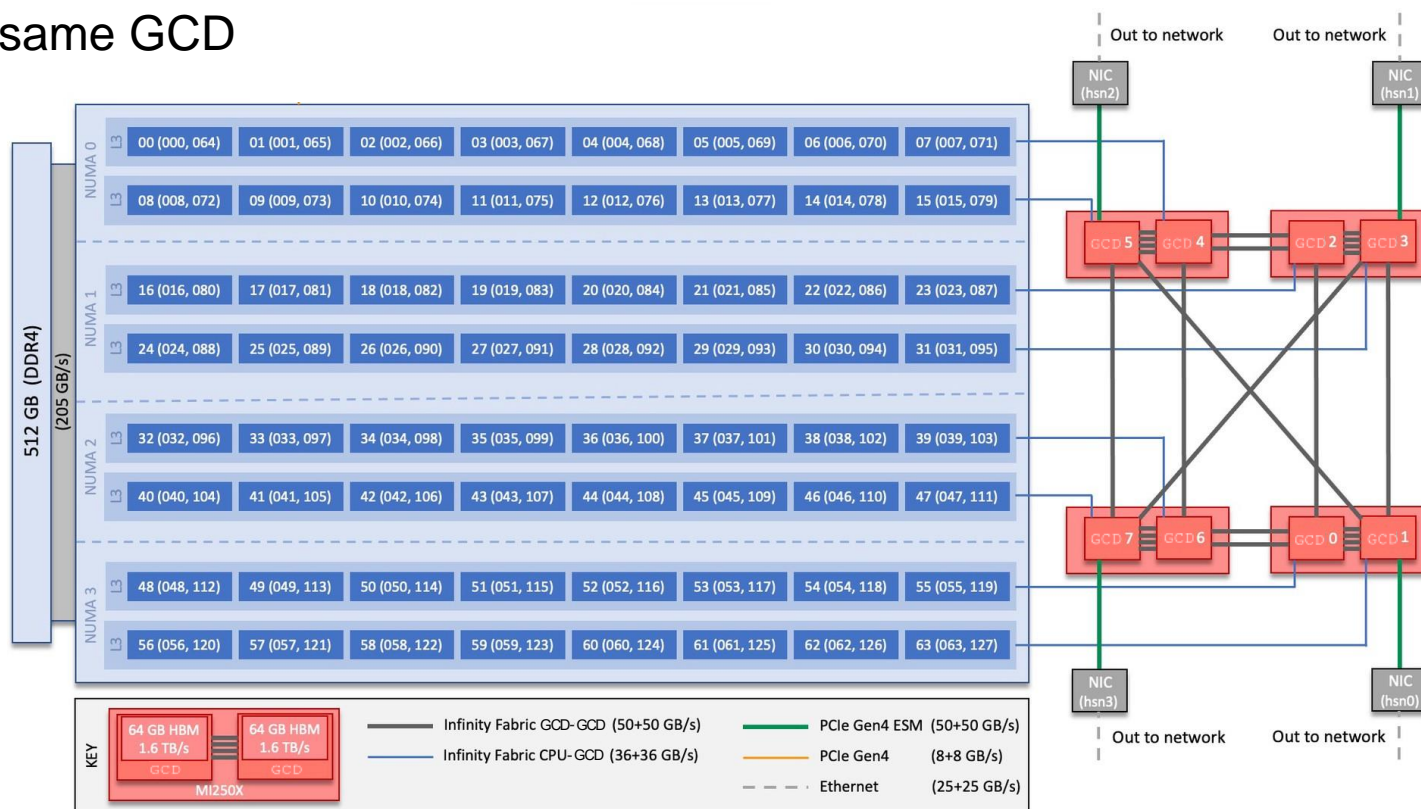 same GCD
Out to network
Out to network
NIC
(hsn2)
NIC
(hsn1)
512 GB (DDR4)
(205 GB/s)
NUMA 0
L3
00 (000, 064) 01 (001, 065) 02 (002, 066) 03 (003, 067) 04 (004, 068) 05 (005, 069) 06 (006, 070) 07 (007, 071)
L3
08 (008, 072) 09 (009, 073) 10 (010, 074) 11 (011, 075) 12 (012, 076) 13 (013, 077) 14 (014, 078) 15 (015, 079)
NUMA 1
L3
16 (016, 080) 17 (017, 081) 18 (018, 082) 19 (019, 083) 20 (020, 084) 21 (021, 085) 22 (022, 086) 23 (023, 087)
L3
24 (024, 088) 25 (025, 089) 26 (026, 090) 27 (027, 091) 28 (028, 092) 29 (029, 093) 30 (030, 094) 31 (031, 095)
NUMA 2
L3
32 (032, 096) 33 (033, 097) 34 (034, 098) 35 (035, 099) 36 (036, 100) 37 (037, 101) 38 (038, 102) 39 (039, 103)
L3
40 (040, 104) 41 (041, 105) 42 (042, 106) 43 (043, 107) 44 (044, 108) 45 (045, 109) 46 (046, 110) 47 (047, 111)
NUMA 3
L3
48 (048, 112) 49 (049, 113) 50 (050, 114) 51 (051, 115) 52 (052, 116) 53 (053, 117) 54 (054, 118) 55 (055, 119)
L3
56 (056, 120) 57 (057, 121) 58 (058, 122) 59 (059, 123) 60 (060, 124) 61 (061, 125) 62 (062, 126) 63 (063, 127)
GCD 5
GCD 4
GCD 2
GCD 3
GCD 7
GCD 6
GCD 0
GCD 1
NIC
(hsn3)
NIC
(hsn0)
Out to network
Out to network
KEY
64 GB HBM
1.6 TB/s
GCD
64 GB HBM
1.6 TB/s
GCD
MI250X
Infinity Fabric GCD-GCD (50+50 GB/s)
Infinity Fabric CPU-GCD (36+36 GB/s)
PCIe Gen4 ESM (50+50 GB/s)
PCIe Gen4 (8+8 GB/s)
Ethernet (25+25 GB/s)